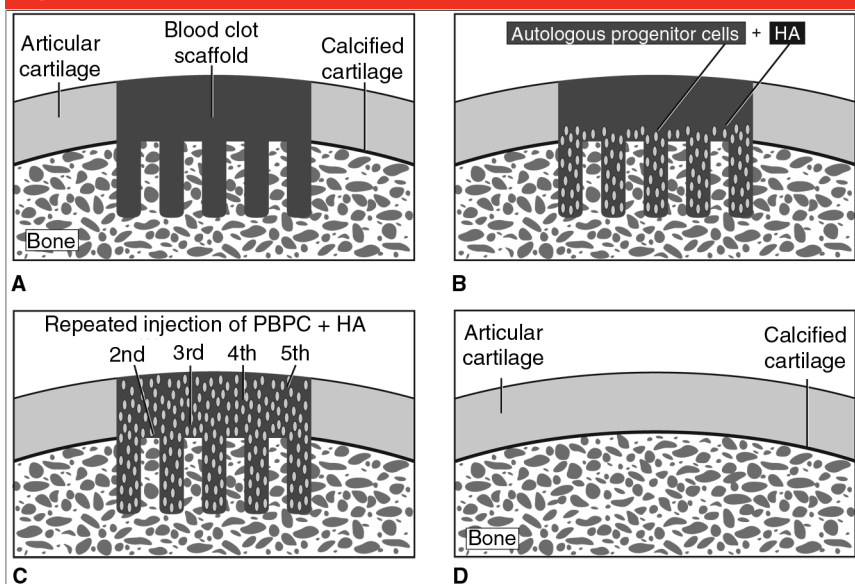 Articular
cartilage
Blood clot
scaffold
Calcified
cartilage
Bone
A
Autologous progenitor cells + HA
B
Repeated injection of PBPC + HA
2nd 3rd 4th 5th
C
Articular
cartilage
Calcified
cartilage
Bone
D